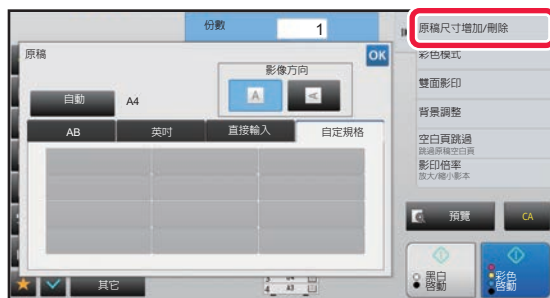 份數 1
原稿尺寸增加/刪除
原稿
OK
彩色模式
影像方向
雙面影印
自動 A4
A A
背景調整
AB 英吋 直接輸入 自定規格
空白頁跳過
跳過原稿空白頁
影印倍率
放大/縮小影本
預覽 CA
其它
黑白
啓動
彩色
啓動